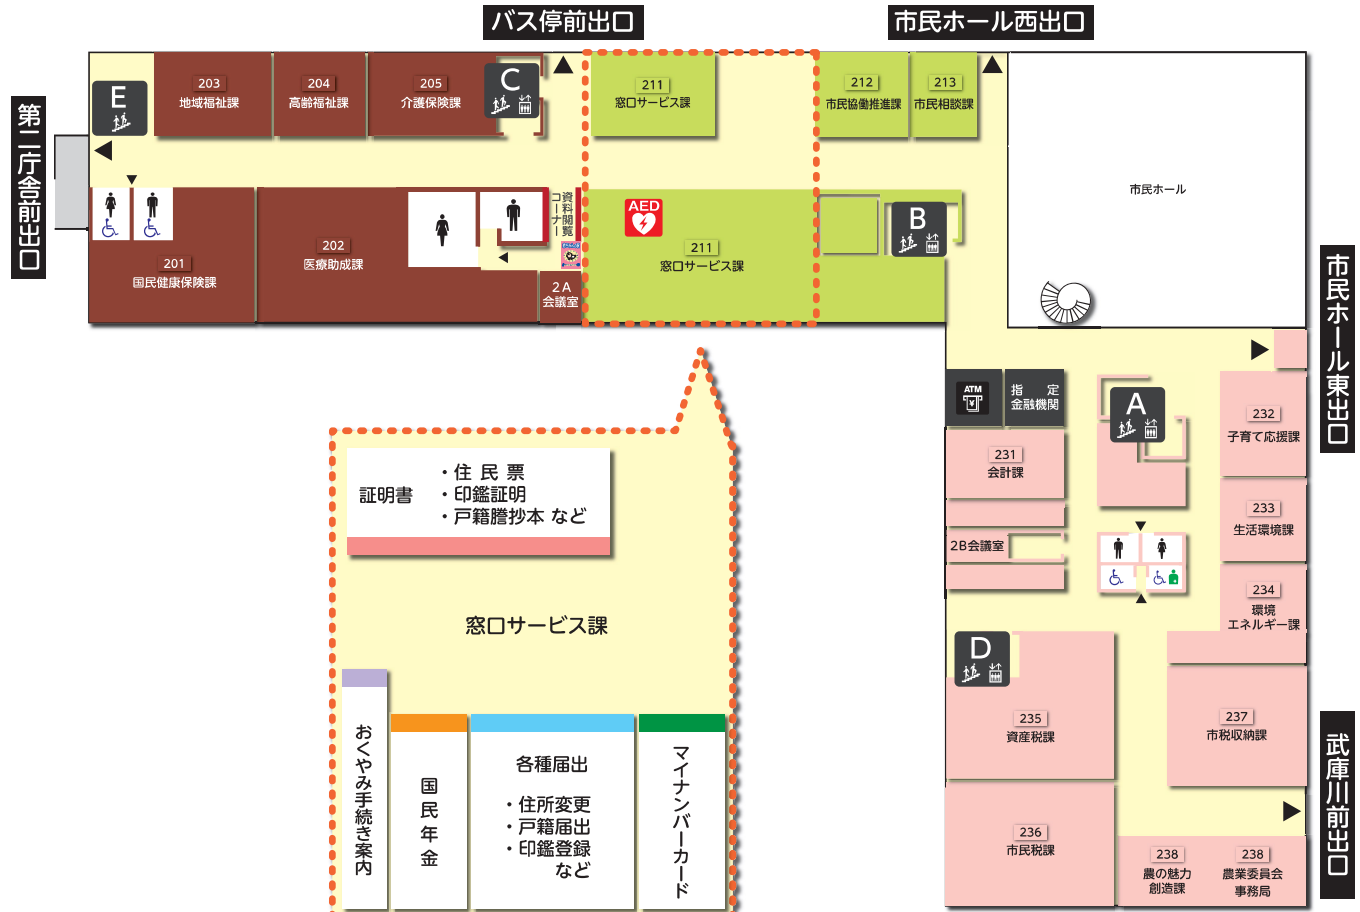 バス停前出口
市民ホール西出口
第二庁舎前出口
E
203
地域福祉課
204
高齢福祉課
205
介護保険課
C
211
窓口サービス課
212
市民協働推進課
213
市民相談課
市民ホール
201
国民健康保険課
202
医療助成課
資料閲覧
コーナー
2A
会議室
AED
211
窓口サービス課
B
市民ホール東出口
ATM
¥
指 定
金融機関
A
231
会計課
232
子育て応援課
233
生活環境課
2B会議室
234
環境
エネルギー課
D
235
資産税課
237
市税収納課
武庫川前出口
236
市民税課
238
農の魅力
創造課
238
農業委員会
事務局
証明書
・住 民 票
・印鑑証明
・戸籍謄抄本 など
窓口サービス課
おくやみ手続き案内
国民年金
各種届出
・住所変更
・戸籍届出
・印鑑登録
など
マイナンバーカード